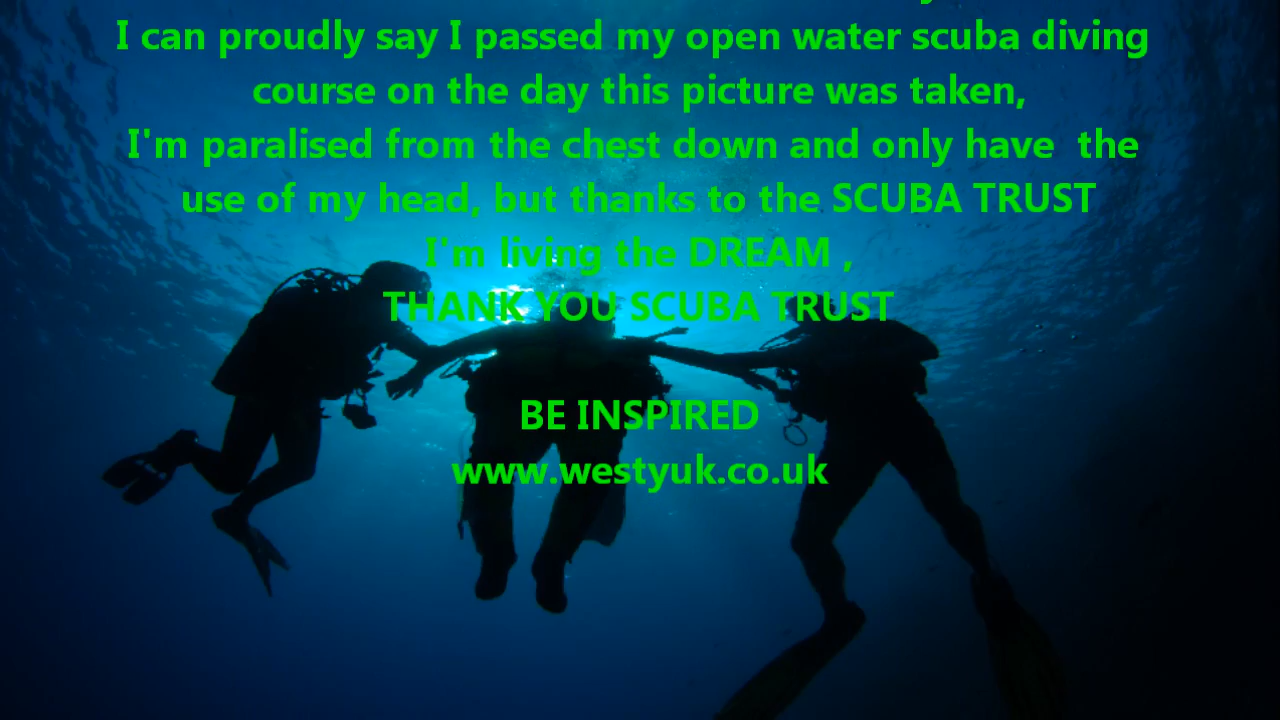 I can proudly say I passed my open water scuba diving
course on the day this picture was taken,
I'm paralised from the chest down and only have  the
use of my head, but thanks to the SCUBA TRUST
I'm living the DREAM ,
THANK YOU SCUBA TRUST
BE INSPIRED
www.westyuk.co.uk